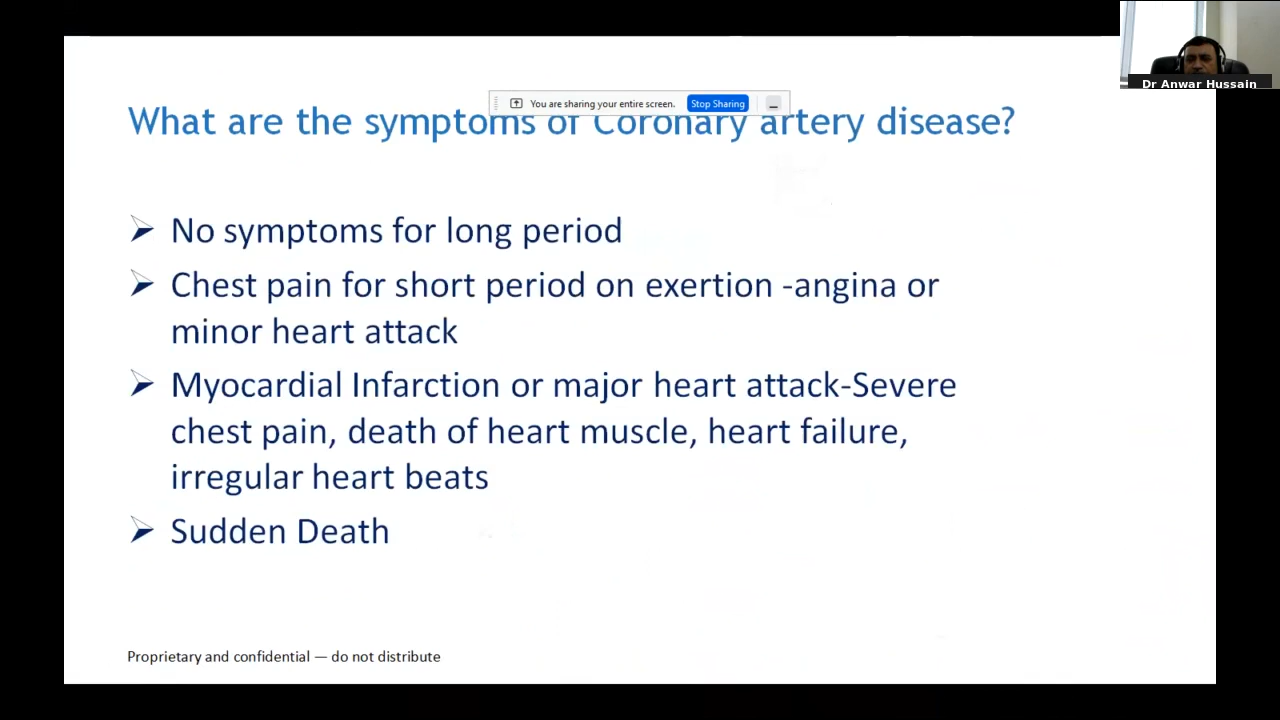 Dr Anwar Hussain
You are sharing your entire screen. Stop Sharing
What are the symptoms of Coronary artery disease?
No symptoms for long period
Chest pain for short period on exertion -angina or
minor heart attack
Myocardial Infarction or major heart attack-Severe
chest pain, death of heart muscle, heart failure,
irregular heart beats
Sudden Death
Proprietary and confidential — do not distribute